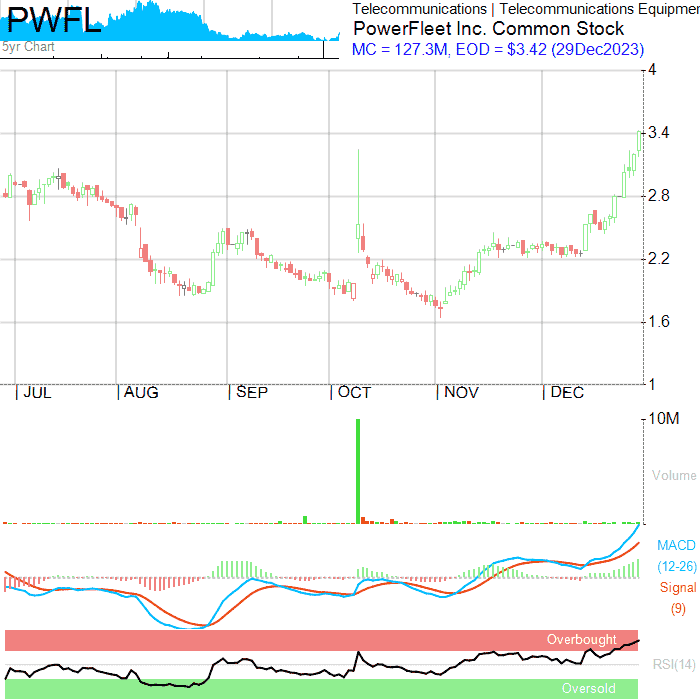 PWFL
5yr Chart
Telecommunications | Telecommunications Equipmen
PowerFleet Inc. Common Stock
MC = 127.3M, EOD = $3.42 (29Dec2023)
4
3.4
2.8
2.2
1.6
1
| JUL | AUG | SEP | OCT | NOV | DEC
10M
Volume
MACD
(12-26)
Signal
(9)
Overbought
RSI(14)
Oversold